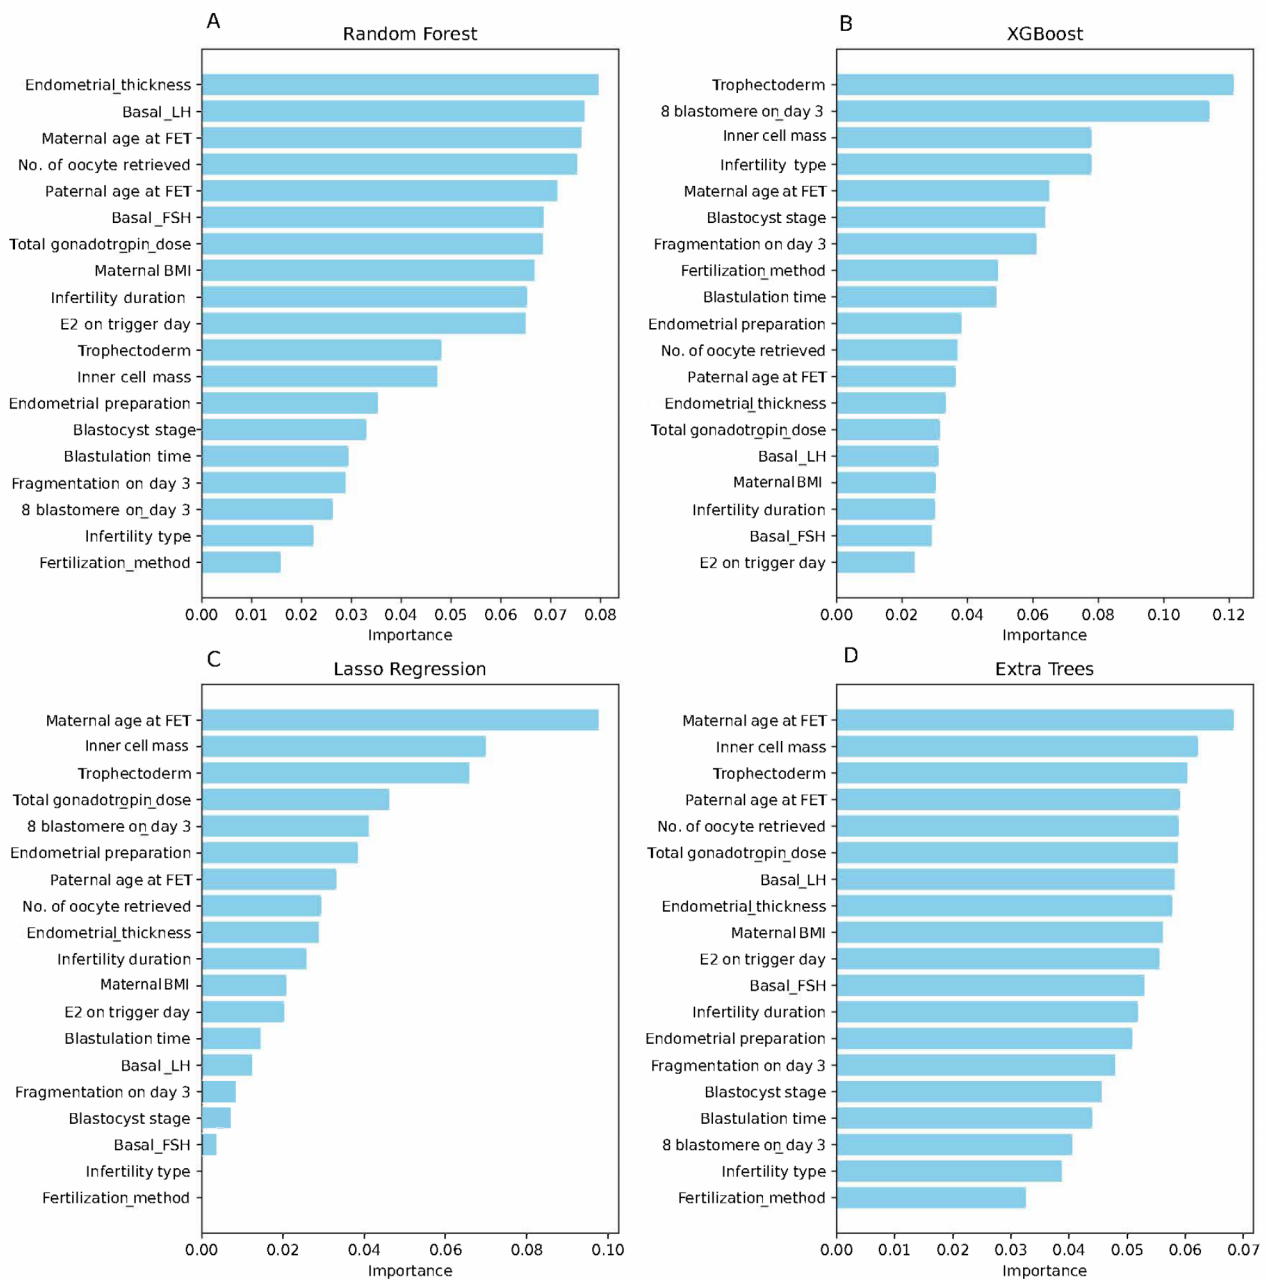 A
Random Forest
Endometrial_thickness
Basal_LH
Maternal age at FET
No. of oocyte retrieved
Paternal age at FET
Basal_FSH
Total gonadotropin_dose
Maternal BMI
Infertility duration
E2 on trigger day
Trophectoderm
Inner cell mass
Endometrial preparation
Blastocyst stage
Blastulation time
Fragmentation on day 3
8 blastomere on_day 3
Infertility type
Fertilization_method
0.00 0.01 0.02 0.03 0.04 0.05 0.06 0.07 0.08
Importance
B
XGBoost
Trophectoderm
8 blastomere on_day 3
Inner cell mass
Infertility type
Maternal age at FET
Blastocyst stage
Fragmentation on day 3
Fertilization_method
Blastulation time
Endometrial preparation
No. of oocyte retrieved
Paternal age at FET
Endometrial_thickness
Total gonadotropin_dose
Basal_LH
Maternal BMI
Infertility duration
Basal_FSH
E2 on trigger day
0.00 0.02 0.04 0.06 0.08 0.10 0.12
Importance
C
Lasso Regression
Maternal age at FET
Inner cell mass
Trophectoderm
Total gonadotropin_dose
8 blastomere on_day 3
Endometrial preparation
Paternal age at FET
No. of oocyte retrieved
Endometrial_thickness
Infertility duration
Maternal BMI
E2 on trigger day
Blastulation time
Basal_LH
Fragmentation on day 3
Blastocyst stage
Basal_FSH
Infertility type
Fertilization_method
0.00 0.02 0.04 0.06 0.08 0.10
Importance
D
Extra Trees
Maternal age at FET
Inner cell mass
Trophectoderm
Paternal age at FET
No. of oocyte retrieved
Total gonadotropin_dose
Basal_LH
Endometrial_thickness
Maternal BMI
E2 on trigger day
Basal_FSH
Infertility duration
Endometrial preparation
Fragmentation on day 3
Blastocyst stage
Blastulation time
8 blastomere on_day 3
Infertility type
Fertilization_method
0.00 0.01 0.02 0.03 0.04 0.05 0.06 0.07
Importance